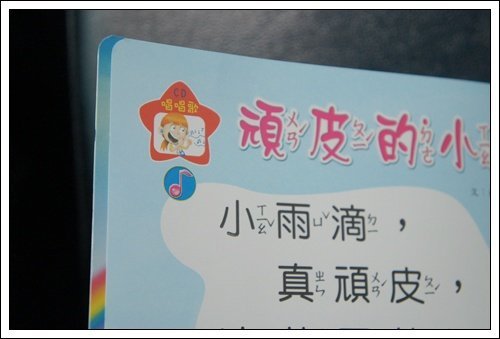 CD
唱唱歌
頑皮的小
小雨滴，
真頑皮，